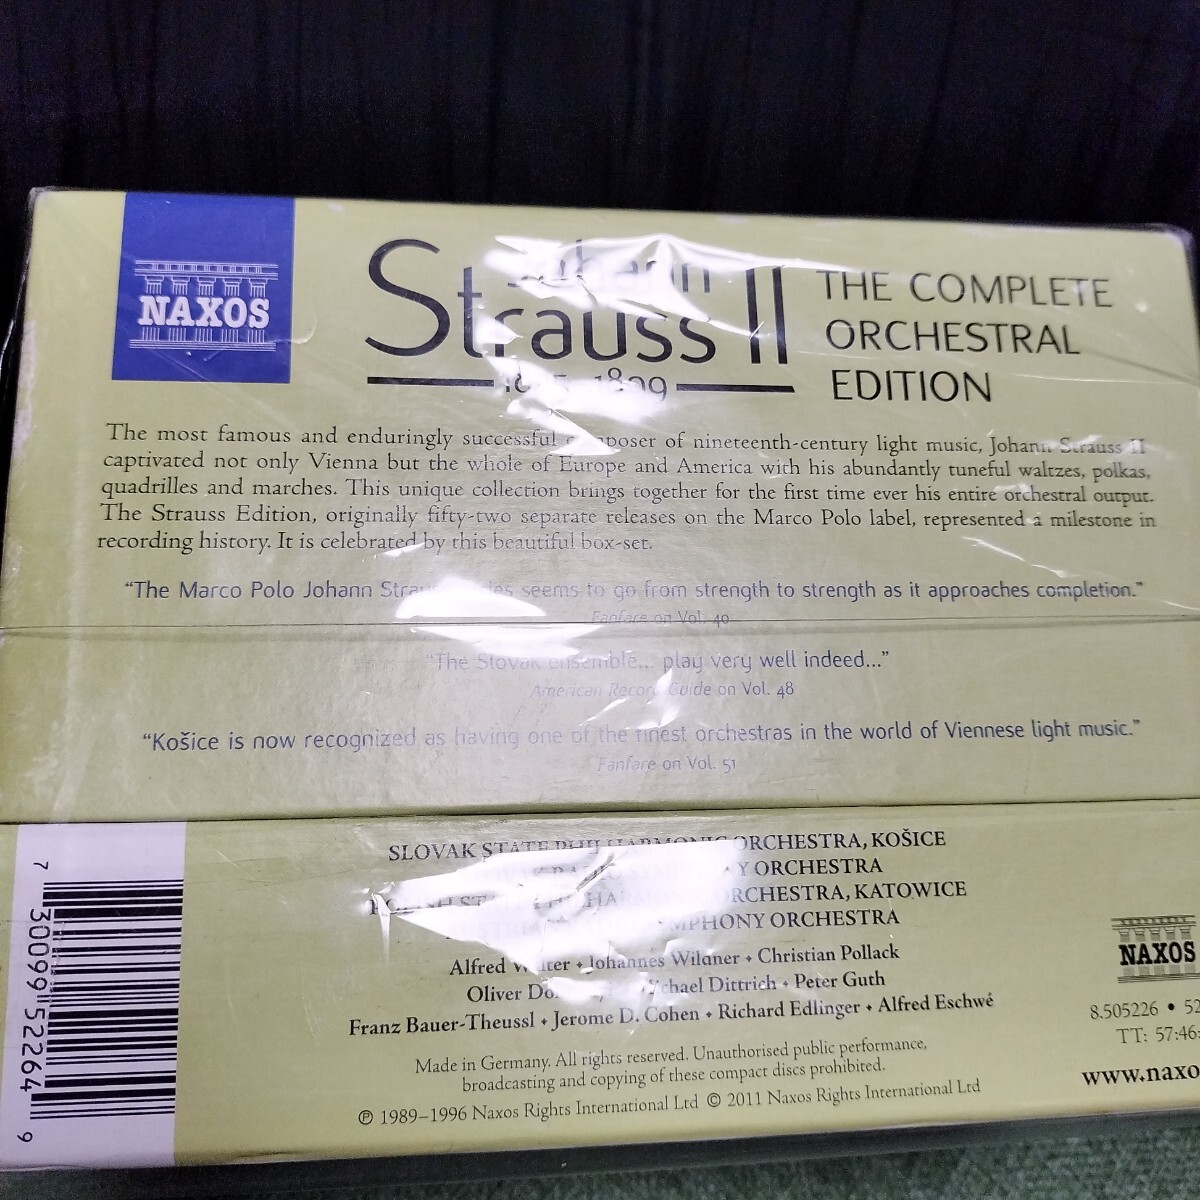 NAXOS
Johann
Strauss II
THE COMPLETE
ORCHESTRAL
EDITION
The most famous and enduringly successful composer of nineteenth-century light music, Johann Strauss II
captivated not only Vienna but the whole of Europe and America with his abundantly tuneful waltzes, polkas,
quadrilles and marches. This unique collection brings together for the first time ever his entire orchestral output.
The Strauss Edition, originally fifty-two separate releases on the Marco Polo label, represented a milestone in
recording history. It is celebrated by this beautiful box-set.
“The Marco Polo Johann seems to go from strength to strength as it approaches completion.”
Fanfare on Vol. 40
“The Slovak ensemble... play very well indeed...”
American Record Guide on Vol. 48
“Košice is now recognized as having one of the finest orchestras in the world of Viennese light music.”
Fanfare on Vol. 51
SLOVAK STATE PHILHARMONIC ORCHESTRA, KOŠICE
ORCHESTRA
ORCHESTRA, KATOWICE
SYMPHONY ORCHESTRA
Alfred Walter • Johannes Wildner • Christian Pollack
Oliver Michael Dittrich • Peter Guth
Franz Bauer-Theussl • Jerome D. Cohen • Richard Edlinger • Alfred Eschwé
Made in Germany. All rights reserved. Unauthorised public performance,
broadcasting and copying of these compact discs prohibited.
℗ 1989–1996 Naxos Rights International Ltd © 2011 Naxos Rights International Ltd
NAXOS
8.505226 • 52
TT: 57:46:
www.naxo
7 30099 52264 9